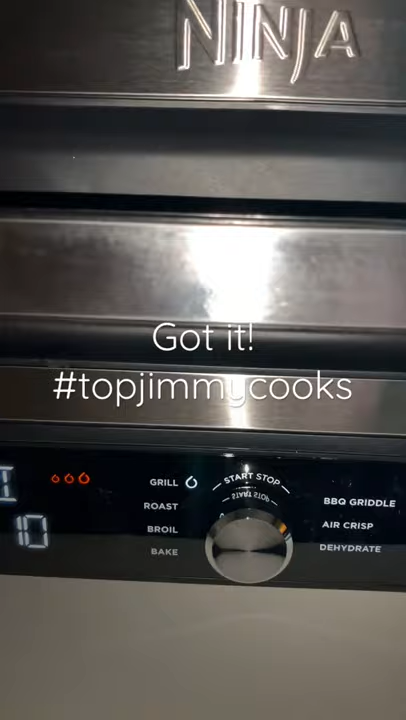 NINJA
Got it!
#topjimmycooks
GRILL
START STOP
ROAST
BBQ GRIDDLE
10
BROIL
AIR CRISP
BAKE
DEHYDRATE